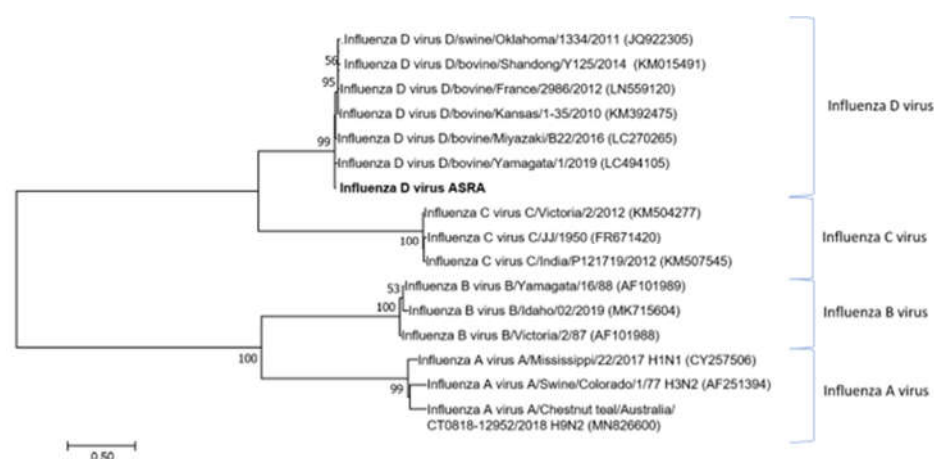 Influenza D virus D/swine/Oklahoma/1334/2011 (JQ922305)
56
Influenza D virus D/bovine/Shandong/Y125/2014 (KM015491)
95
Influenza D virus D/bovine/France/2986/2012 (LN559120)
Influenza D virus
Influenza D virus D/bovine/Kansas/1-35/2010 (KM392475)
99
Influenza D virus D/bovine/Miyazaki/B22/2016 (LC270265)
Influenza D virus D/bovine/Yamagata/1/2019 (LC494105)
Influenza D virus ASRA
Influenza C virus C/Victoria/2/2012 (KM504277)
100
Influenza C virus C/JJ/1950 (FR671420)
Influenza C virus
Influenza C virus C/India/P121719/2012 (KM507545)
53
Influenza B virus B/Yamagata/16/88 (AF101989)
100
Influenza B virus B/Idaho/02/2019 (MK715604)
Influenza B virus
Influenza B virus B/Victoria/2/87 (AF101988)
100
Influenza A virus A/Mississippi/22/2017 H1N1 (CY257506)
99
Influenza A virus A/Swine/Colorado/1/77 H3N2 (AF251394)
Influenza A virus
Influenza A virus A/Chestnut teal/Australia/
CT0818-12952/2018 H9N2 (MN826600)
0.50